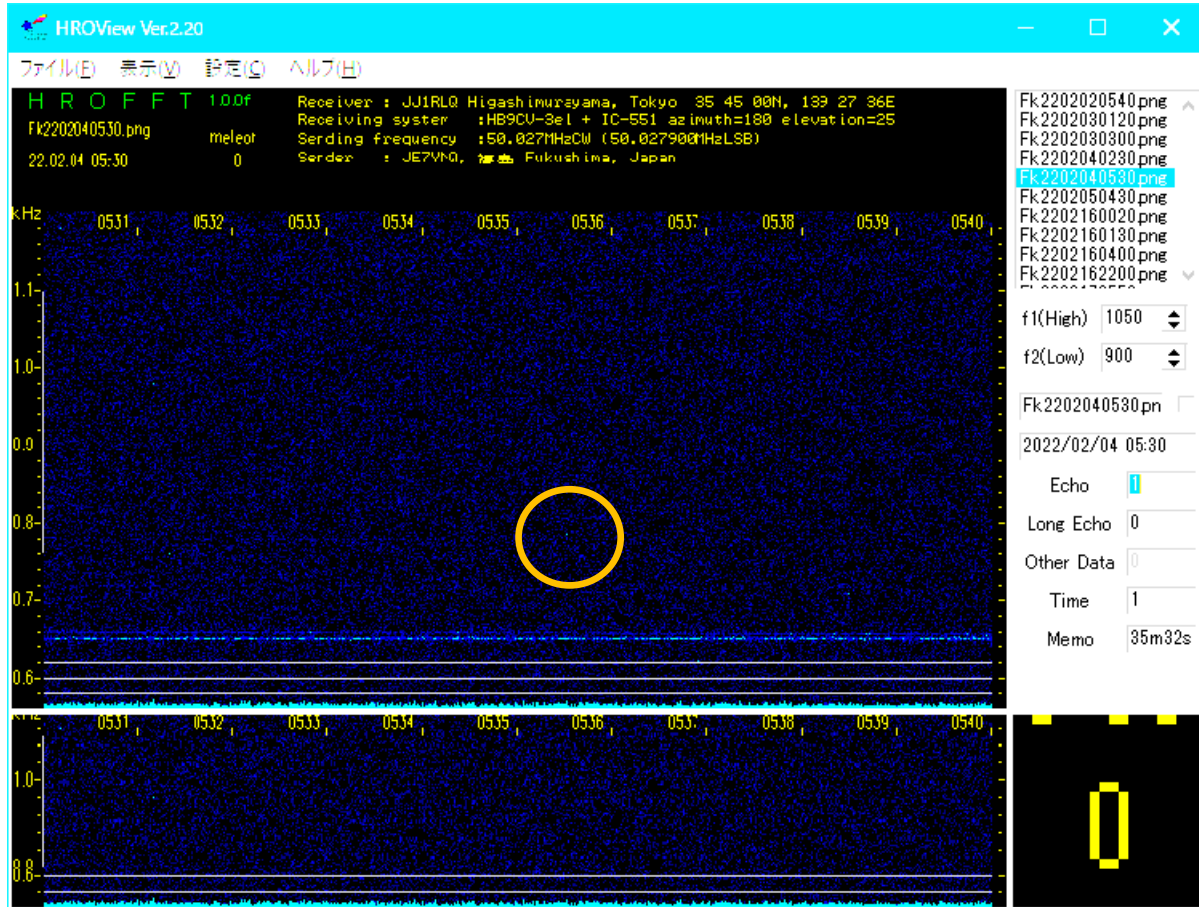 HROView Ver.2.20
ファイル(F) 表示(V) 設定(C) ヘルプ(H)
H R O F F T 1.0.0f
Fk2202040530.png meteor
22.02.04 05:30 0
Receiver : JJ1RLQ Higashimurayama, Tokyo 35 45 00N, 139 27 36E
Receiving system :HB9CV-3el + IC-551 azimuth=180 elevation=25
Serding frequency :50.027MHzCW (50.027900MHzLSB)
Serder : JE7YNQ, Fukushima, Japan
kHz 0531 0532 0533 0534 0535 0536 0537 0538 0539 0540
1.1
1.0
0.9
0.8
0.7
0.6
kHz 0531 0532 0533 0534 0535 0536 0537 0538 0539 0540
1.0
0.6
Fk2202020540.png
Fk2202030120.png
Fk2202030300.png
Fk2202040230.png
Fk2202040530.png
Fk2202050430.png
Fk2202160020.png
Fk2202160130.png
Fk2202160400.png
Fk2202162200.png
f1(High) 1050
f2(Low) 900
Fk2202040530.pn
2022/02/04 05:30
Echo 1
Long Echo 0
Other Data 0
Time 1
Memo 35m32s
0